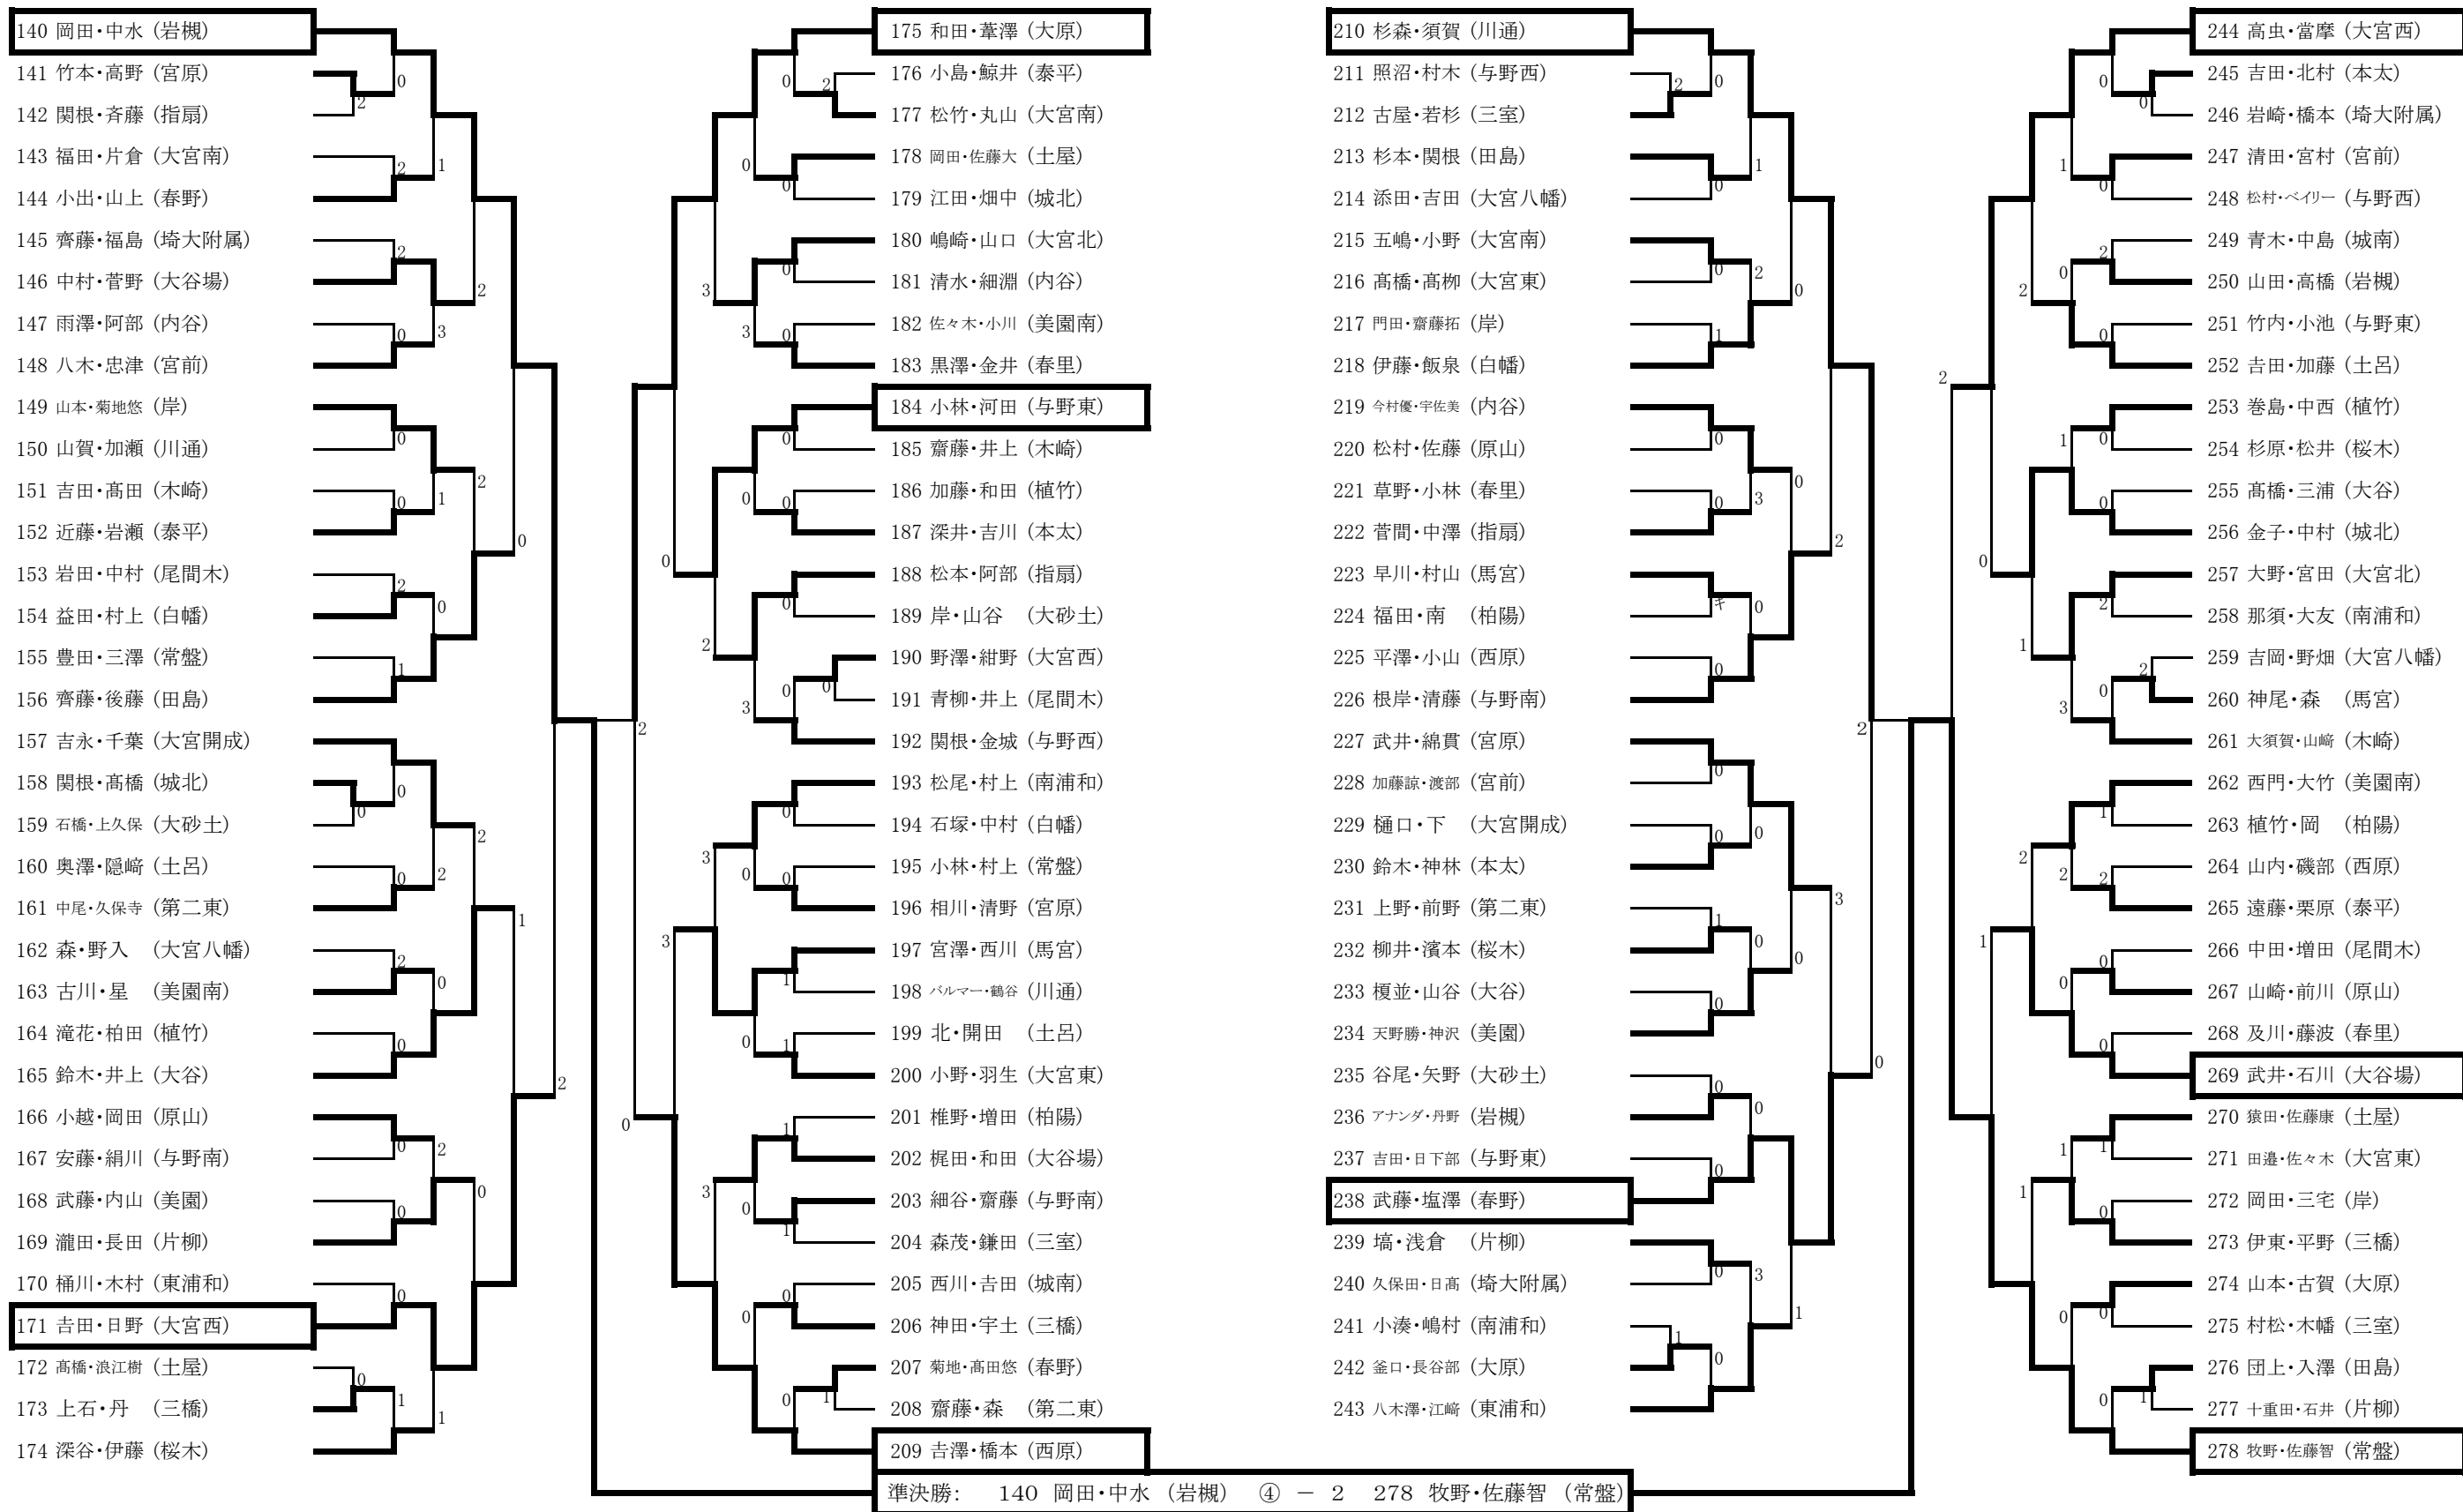 140 岡田・中水 (岩槻)
141 竹本・高野 (宮原)
142 関根・斉藤 (指扇)
143 福田・片倉 (大宮南)
144 小出・山上 (春野)
145 齊藤・福島 (埼大附属)
146 中村・菅野 (大谷場)
147 雨澤・阿部 (内谷)
148 八木・忠津 (宮前)
149 山本・菊地悠 (岸)
150 山賀・加瀬 (川通)
151 吉田・髙田 (木崎)
152 近藤・岩瀬 (泰平)
153 岩田・中村 (尾間木)
154 益田・村上 (白幡)
155 豊田・三澤 (常盤)
156 齊藤・後藤 (田島)
157 吉永・千葉 (大宮開成)
158 関根・髙橋 (城北)
159 石橋・上久保 (大砂土)
160 奥澤・隠﨑 (土呂)
161 中尾・久保寺 (第二東)
162 森・野入 (大宮八幡)
163 古川・星 (美園南)
164 滝花・柏田 (植竹)
165 鈴木・井上 (大谷)
166 小越・岡田 (原山)
167 安藤・絹川 (与野南)
168 武藤・内山 (美園)
169 瀧田・長田 (片柳)
170 桶川・木村 (東浦和)
171 吉田・日野 (大宮西)
172 髙橋・浪江樹 (土屋)
173 上石・丹 (三橋)
174 深谷・伊藤 (桜木)
175 和田・葦澤 (大原)
176 小島・鯨井 (泰平)
177 松竹・丸山 (大宮南)
178 岡田・佐藤大 (土屋)
179 江田・畑中 (城北)
180 嶋崎・山口 (大宮北)
181 清水・細淵 (内谷)
182 佐々木・小川 (美園南)
183 黒澤・金井 (春里)
184 小林・河田 (与野東)
185 齋藤・井上 (木崎)
186 加藤・和田 (植竹)
187 深井・吉川 (本太)
188 松本・阿部 (指扇)
189 岸・山谷 (大砂土)
190 野澤・紺野 (大宮西)
191 青柳・井上 (尾間木)
192 関根・金城 (与野西)
193 松尾・村上 (南浦和)
194 石塚・中村 (白幡)
195 小林・村上 (常盤)
196 相川・清野 (宮原)
197 宮澤・西川 (馬宮)
198 バルマー・鶴谷 (川通)
199 北・開田 (土呂)
200 小野・羽生 (大宮東)
201 椎野・増田 (柏陽)
202 梶田・和田 (大谷場)
203 細谷・齋藤 (与野南)
204 森茂・鎌田 (三室)
205 西川・吉田 (城南)
206 神田・宇土 (三橋)
207 菊地・髙田悠 (春野)
208 齋藤・森 (第二東)
209 吉澤・橋本 (西原)
210 杉森・須賀 (川通)
211 照沼・村木 (与野西)
212 古屋・若杉 (三室)
213 杉本・関根 (田島)
214 添田・吉田 (大宮八幡)
215 五嶋・小野 (大宮南)
216 髙橋・髙栁 (大宮東)
217 門田・齋藤拓 (岸)
218 伊藤・飯泉 (白幡)
219 今村優・宇佐美 (内谷)
220 松村・佐藤 (原山)
221 草野・小林 (春里)
222 菅間・中澤 (指扇)
223 早川・村山 (馬宮)
224 福田・南 (柏陽)
225 平澤・小山 (西原)
226 根岸・清藤 (与野南)
227 武井・綿貫 (宮原)
228 加藤諒・渡部 (宮前)
229 樋口・下 (大宮開成)
230 鈴木・神林 (本太)
231 上野・前野 (第二東)
232 柳井・濱本 (桜木)
233 榎並・山谷 (大谷)
234 天野勝・神沢 (美園)
235 谷尾・矢野 (大砂土)
236 アナンダ・丹野 (岩槻)
237 吉田・日下部 (与野東)
238 武藤・塩澤 (春野)
239 塙・浅倉 (片柳)
240 久保田・日髙 (埼大附属)
241 小湊・嶋村 (南浦和)
242 釜口・長谷部 (大原)
243 八木澤・江﨑 (東浦和)
244 高虫・當摩 (大宮西)
245 吉田・北村 (本太)
246 岩崎・橋本 (埼大附属)
247 清田・宮村 (宮前)
248 松村・ベイリー (与野西)
249 青木・中島 (城南)
250 山田・高橋 (岩槻)
251 竹内・小池 (与野東)
252 吉田・加藤 (土呂)
253 巻島・中西 (植竹)
254 杉原・松井 (桜木)
255 髙橋・三浦 (大谷)
256 金子・中村 (城北)
257 大野・宮田 (大宮北)
258 那須・大友 (南浦和)
259 吉岡・野畑 (大宮八幡)
260 神尾・森 (馬宮)
261 大須賀・山﨑 (木崎)
262 西門・大竹 (美園南)
263 植竹・岡 (柏陽)
264 山内・磯部 (西原)
265 遠藤・栗原 (泰平)
266 中田・増田 (尾間木)
267 山崎・前川 (原山)
268 及川・藤波 (春里)
269 武井・石川 (大谷場)
270 猿田・佐藤康 (土屋)
271 田邉・佐々木 (大宮東)
272 岡田・三宅 (岸)
273 伊東・平野 (三橋)
274 山本・古賀 (大原)
275 村松・木幡 (三室)
276 団上・入澤 (田島)
277 十重田・石井 (片柳)
278 牧野・佐藤智 (常盤)
準決勝： 140 岡田・中水 (岩槻) ④ － 2 278 牧野・佐藤智 (常盤)